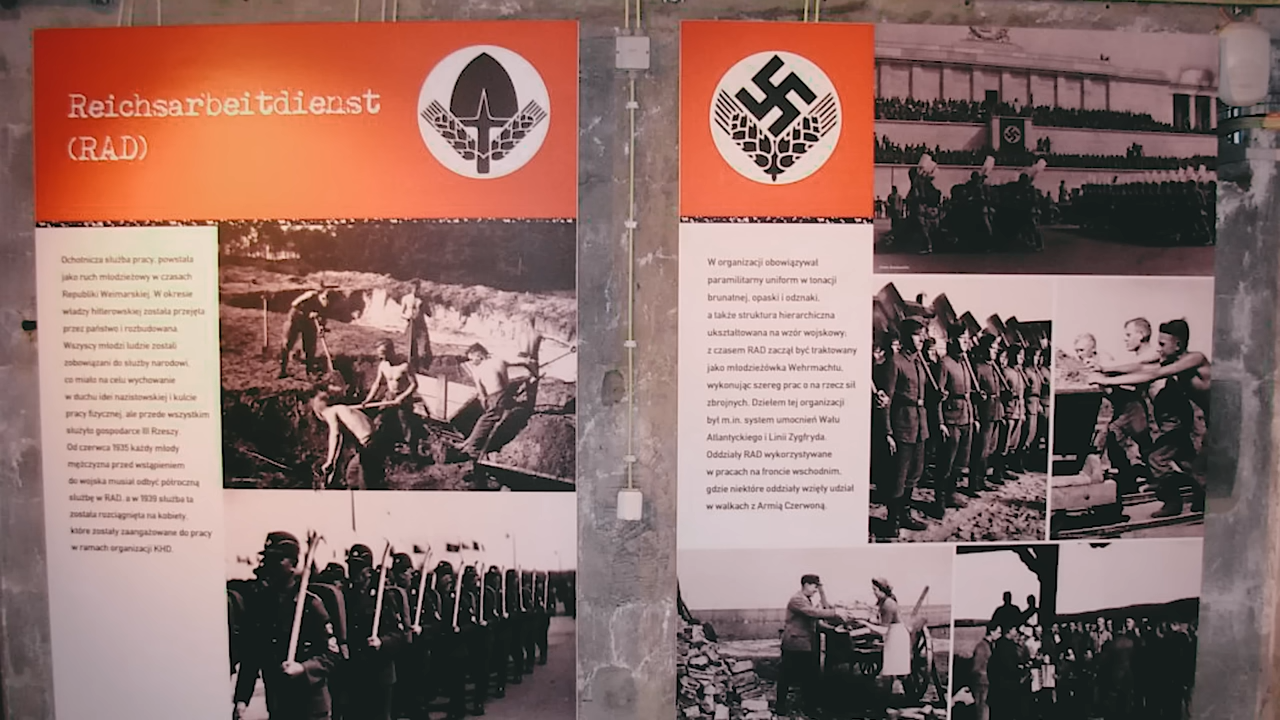 Reichsarbeitdienst
(RAD)
Ochotnicza służba pracy, powstała
jako ruch młodzieżowy w czasach
Republiki Weimarskiej. W okresie
władzy hitlerowskiej została przejęta
przez państwo i rozbudowana.
Wszyscy młodzi ludzie zostali
zobowiązani do służby narodowi,
co miało na celu wychowanie
w duchu idei nazistowskiej i kulcie
pracy fizycznej, ale przede wszystkim
służyło gospodarce III Rzeszy.
Od czerwca 1935 każdy młody
mężczyzna przed wstąpieniem
do wojska musiał odbyć półroczną
służbę w RAD, a w 1939 służba ta
została rozciągnięta na kobiety,
które zostały zaangażowane do pracy
w ramach organizacji KHD.
W organizacji obowiązywał
paramilitarny uniform w tonacji
brunatnej, opaski i odznaki,
a także struktura hierarchiczna
ukształtowana na wzór wojskowy;
z czasem RAD zaczął być traktowany
jako młodzieżówka Wehrmachtu,
wykonując szereg prac o na rzecz sił
zbrojnych. Dziełem tej organizacji
był m.in. system umocnień Wału
Atlantyckiego i Linii Zygfryda.
Oddziały RAD wykorzystywane
w pracach na froncie wschodnim,
gdzie niektóre oddziały wzięły udział
w walkach z Armią Czerwoną.